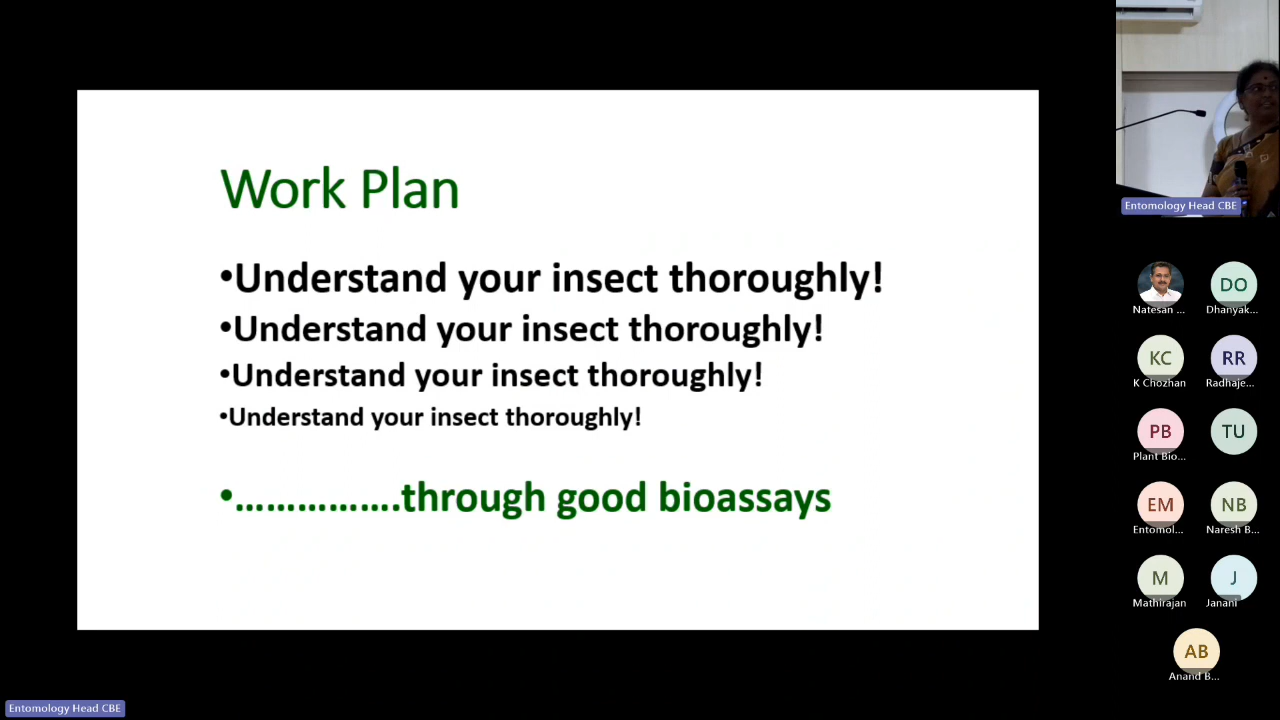 Work Plan
•Understand your insect thoroughly!
•Understand your insect thoroughly!
•Understand your insect thoroughly!
•Understand your insect thoroughly!
•................through good bioassays
Entomology Head CBE
Natesan ...
DO
Dhanyak...
KC
K Chozhan
RR
Radhaje...
PB
Plant Bio...
TU
EM
Entomol...
NB
Naresh B...
M
Mathirajan
J
Janani
AB
Anand B...
Entomology Head CBE